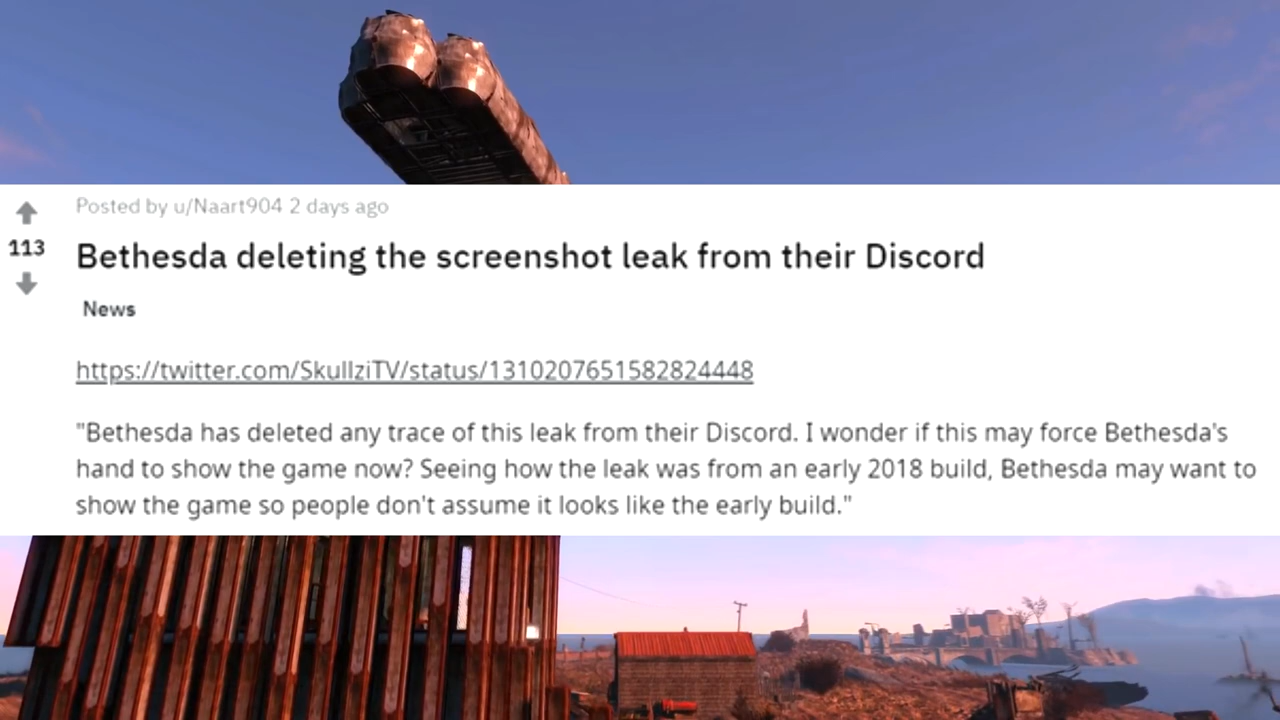 Posted by u/Naart904 2 days ago
113
Bethesda deleting the screenshot leak from their Discord
News
https://twitter.com/SkullziTV/status/1310207651582824448
"Bethesda has deleted any trace of this leak from their Discord. I wonder if this may force Bethesda's
hand to show the game now? Seeing how the leak was from an early 2018 build, Bethesda may want to
show the game so people don't assume it looks like the early build."